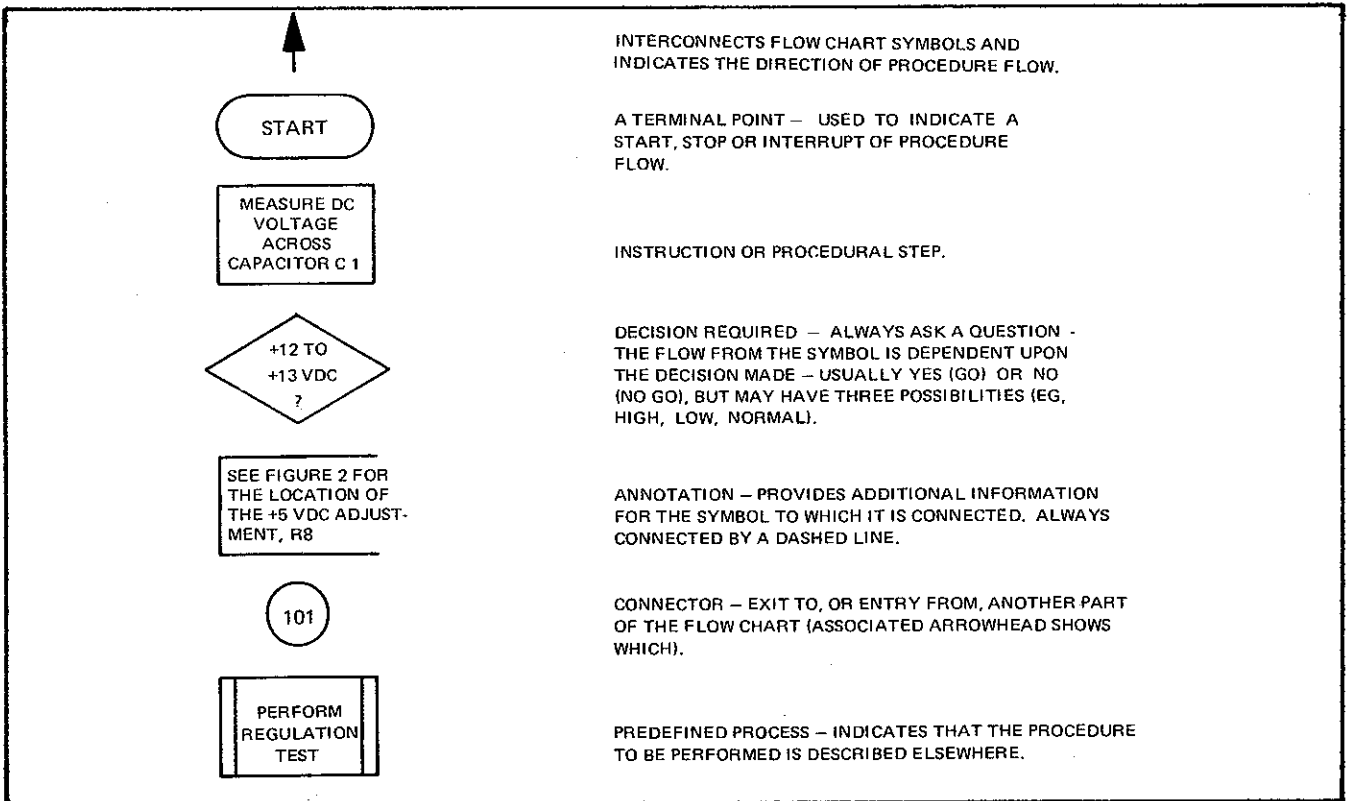 INTERCONNECTS FLOW CHART SYMBOLS AND
INDICATES THE DIRECTION OF PROCEDURE FLOW.
START
A TERMINAL POINT – USED TO INDICATE A
START, STOP OR INTERRUPT OF PROCEDURE
FLOW.
MEASURE DC
VOLTAGE
ACROSS
CAPACITOR C 1
INSTRUCTION OR PROCEDURAL STEP.
+12 TO
+13 VDC
?
DECISION REQUIRED – ALWAYS ASK A QUESTION -
THE FLOW FROM THE SYMBOL IS DEPENDENT UPON
THE DECISION MADE – USUALLY YES (GO) OR NO
(NO GO), BUT MAY HAVE THREE POSSIBILITIES (EG,
HIGH, LOW, NORMAL).
SEE FIGURE 2 FOR
THE LOCATION OF
THE +5 VDC ADJUST-
MENT, R8
ANNOTATION – PROVIDES ADDITIONAL INFORMATION
FOR THE SYMBOL TO WHICH IT IS CONNECTED. ALWAYS
CONNECTED BY A DASHED LINE.
101
CONNECTOR – EXIT TO, OR ENTRY FROM, ANOTHER PART
OF THE FLOW CHART (ASSOCIATED ARROWHEAD SHOWS
WHICH).
PERFORM
REGULATION
TEST
PREDEFINED PROCESS – INDICATES THAT THE PROCEDURE
TO BE PERFORMED IS DESCRIBED ELSEWHERE.